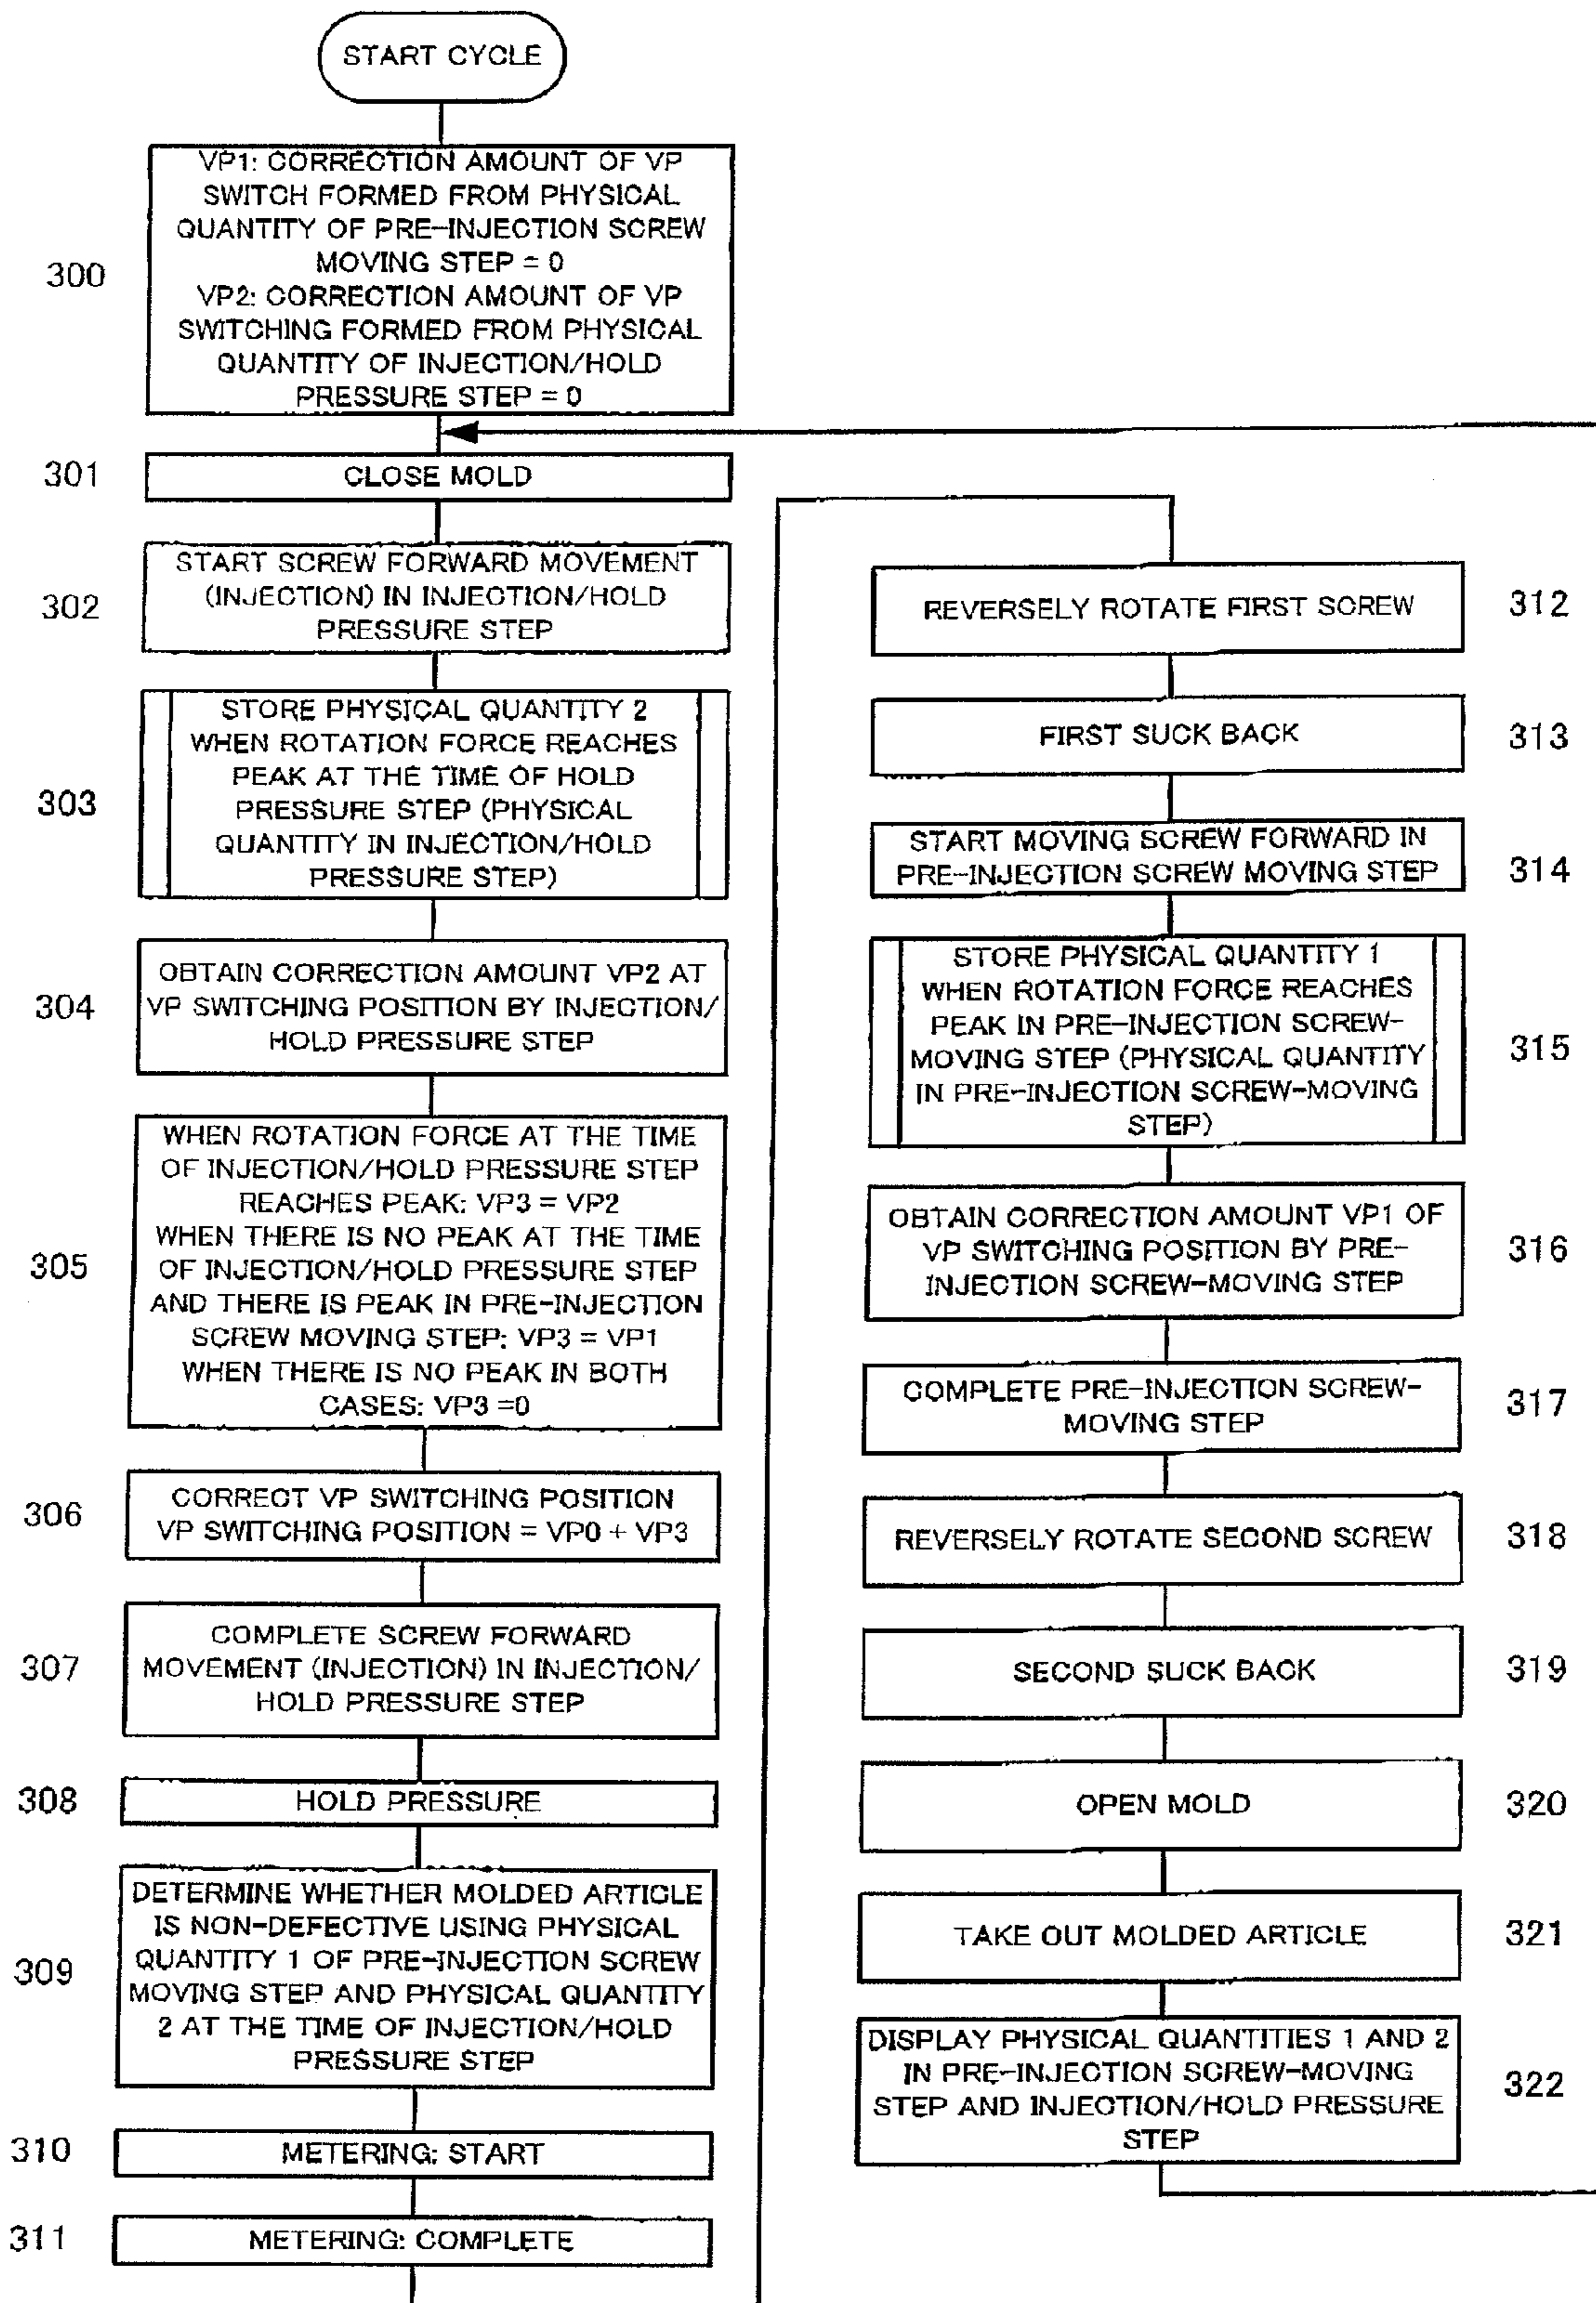 START CYCLE
300
VP1: CORRECTION AMOUNT OF VP
SWITCH FORMED FROM PHYSICAL
QUANTITY OF PRE-INJECTION SCREW
MOVING STEP = 0
VP2: CORRECTION AMOUNT OF VP
SWITCHING FORMED FROM PHYSICAL
QUANTITY OF INJECTION/HOLD
PRESSURE STEP = 0
301
CLOSE MOLD
302
START SCREW FORWARD MOVEMENT
(INJECTION) IN INJECTION/HOLD
PRESSURE STEP
303
STORE PHYSICAL QUANTITY 2
WHEN ROTATION FORCE REACHES
PEAK AT THE TIME OF HOLD
PRESSURE STEP (PHYSICAL
QUANTITY IN INJECTION/HOLD
PRESSURE STEP)
304
OBTAIN CORRECTION AMOUNT VP2 AT
VP SWITCHING POSITION BY INJECTION/
HOLD PRESSURE STEP
305
WHEN ROTATION FORCE AT THE TIME
OF INJECTION/HOLD PRESSURE STEP
REACHES PEAK: VP3 = VP2
WHEN THERE IS NO PEAK AT THE TIME
OF INJECTION/HOLD PRESSURE STEP
AND THERE IS PEAK IN PRE-INJECTION
SCREW MOVING STEP: VP3 = VP1
WHEN THERE IS NO PEAK IN BOTH
CASES: VP3 =0
306
CORRECT VP SWITCHING POSITION
VP SWITCHING POSITION = VP0 + VP3
307
COMPLETE SCREW FORWARD
MOVEMENT (INJECTION) IN INJECTION/
HOLD PRESSURE STEP
308
HOLD PRESSURE
309
DETERMINE WHETHER MOLDED ARTICLE
IS NON-DEFECTIVE USING PHYSICAL
QUANTITY 1 OF PRE-INJECTION SCREW
MOVING STEP AND PHYSICAL QUANTITY
2 AT THE TIME OF INJECTION/HOLD
PRESSURE STEP
310
METERING: START
311
METERING: COMPLETE
REVERSELY ROTATE FIRST SCREW
312
FIRST SUCK BACK
313
START MOVING SCREW FORWARD IN
PRE-INJECTION SCREW MOVING STEP
314
STORE PHYSICAL QUANTITY 1
WHEN ROTATION FORCE REACHES
PEAK IN PRE-INJECTION SCREW-
MOVING STEP (PHYSICAL QUANTITY
IN PRE-INJECTION SCREW-MOVING
STEP)
315
OBTAIN CORRECTION AMOUNT VP1 OF
VP SWITCHING POSITION BY PRE-
INJECTION SCREW-MOVING STEP
316
COMPLETE PRE-INJECTION SCREW-
MOVING STEP
317
REVERSELY ROTATE SECOND SCREW
318
SECOND SUCK BACK
319
OPEN MOLD
320
TAKE OUT MOLDED ARTICLE
321
DISPLAY PHYSICAL QUANTITIES 1 AND 2
IN PRE-INJECTION SCREW-MOVING
STEP AND INJECTION/HOLD PRESSURE
STEP
322